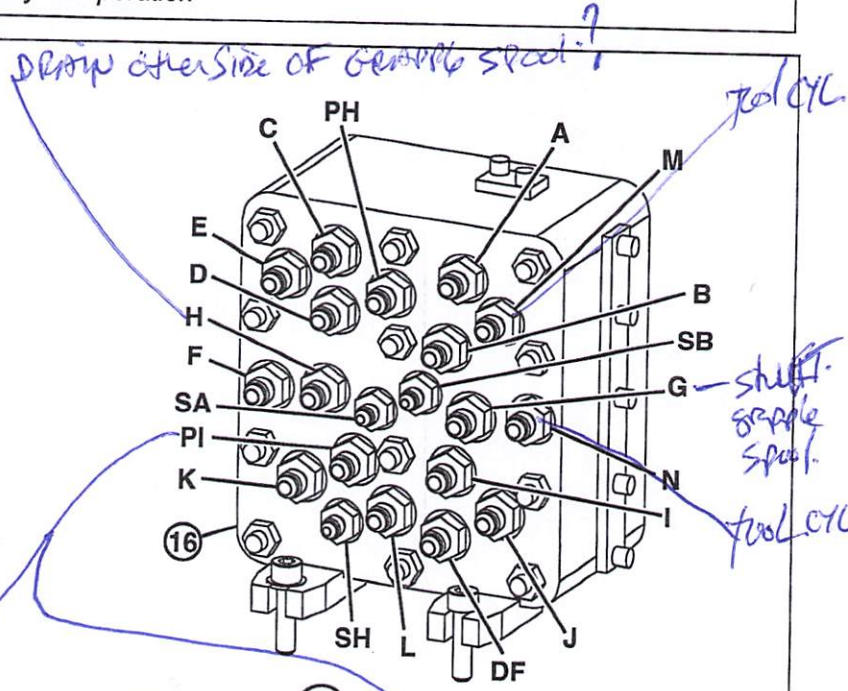 DRAIN other side OF GRAPPle spool.?
tool CYL
C
PH
A
M
E
D
H
B
F
SB
SA
G
PI
K
N
I
16
SH
L
DF
J
grapple
spool.
tool CYL